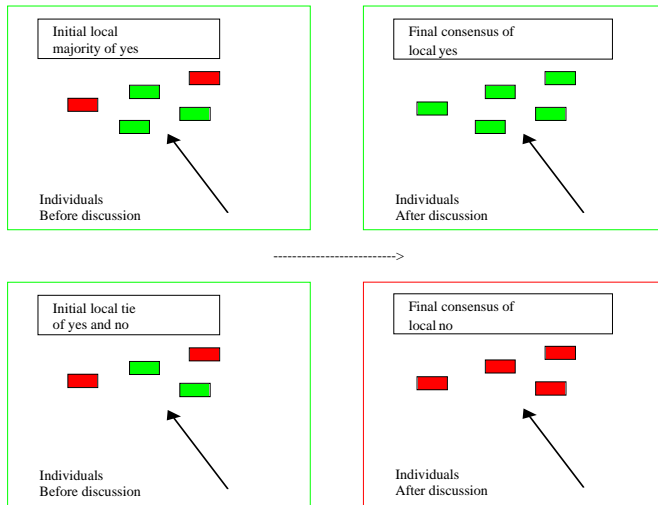 Initial local
majority of yes
Individuals
Before discussion
Final consensus of
local yes
Individuals
After discussion
------------------------->
Initial local tie
of yes and no
Individuals
Before discussion
Final consensus of
local no
Individuals
After discussion